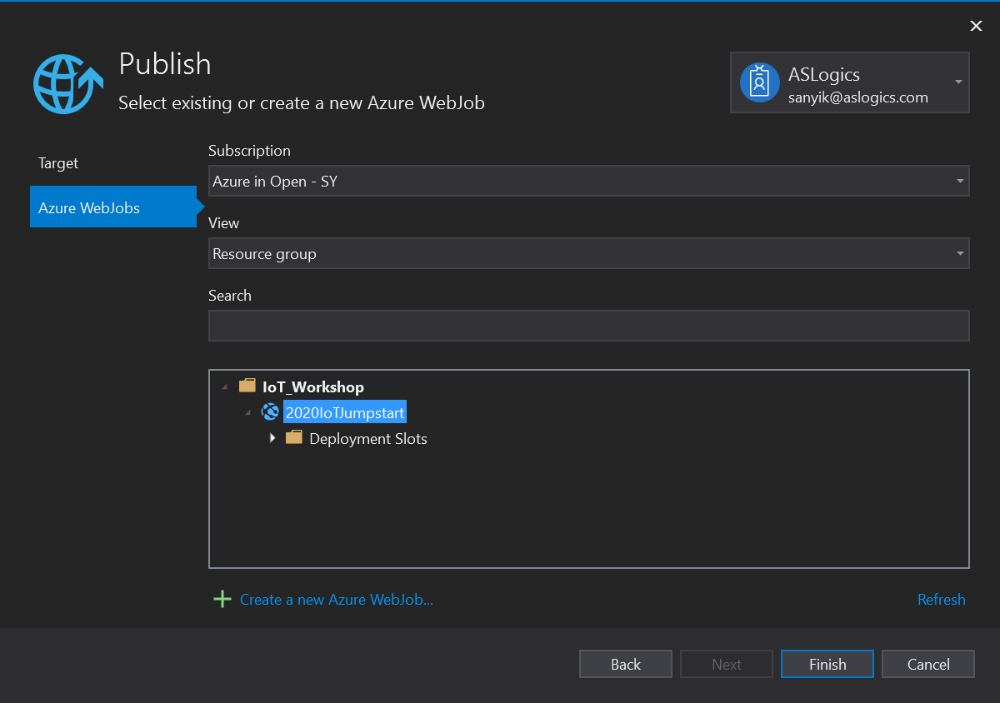 Publish
Select existing or create a new Azure WebJob
ASLogics
sanyik@aslogics.com
Target
Azure WebJobs
Subscription
Azure in Open - SY
View
Resource group
Search
IoT_Workshop
2020IoTJumpstart
Deployment Slots
Create a new Azure WebJob...
Refresh
Back
Next
Finish
Cancel